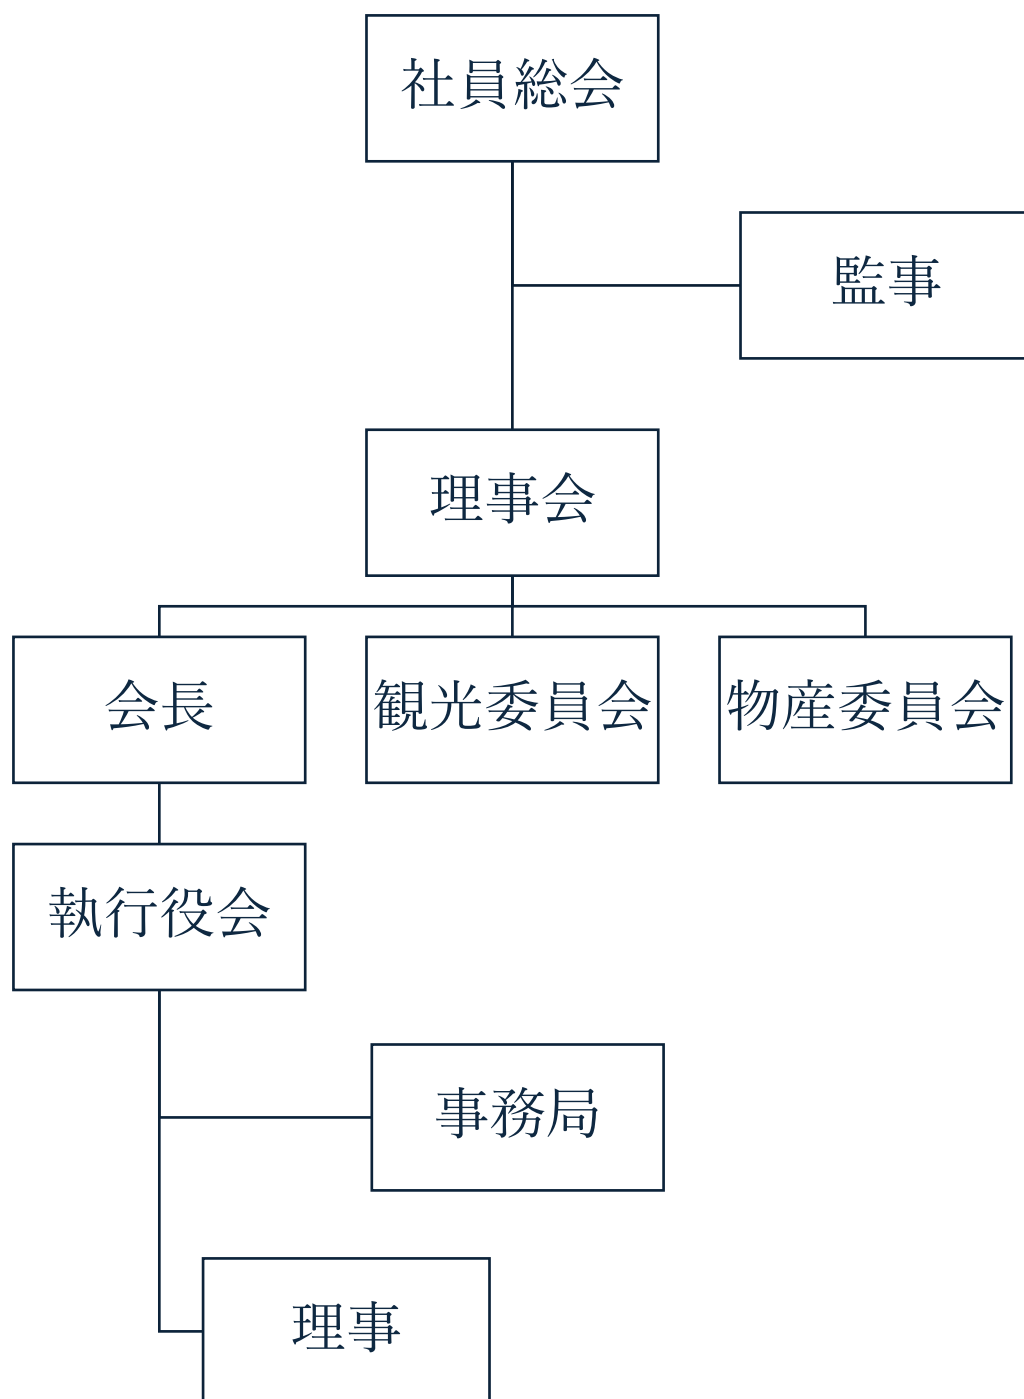 社員総会
監事
理事会
会長
観光委員会
物産委員会
執行役会
事務局
理事